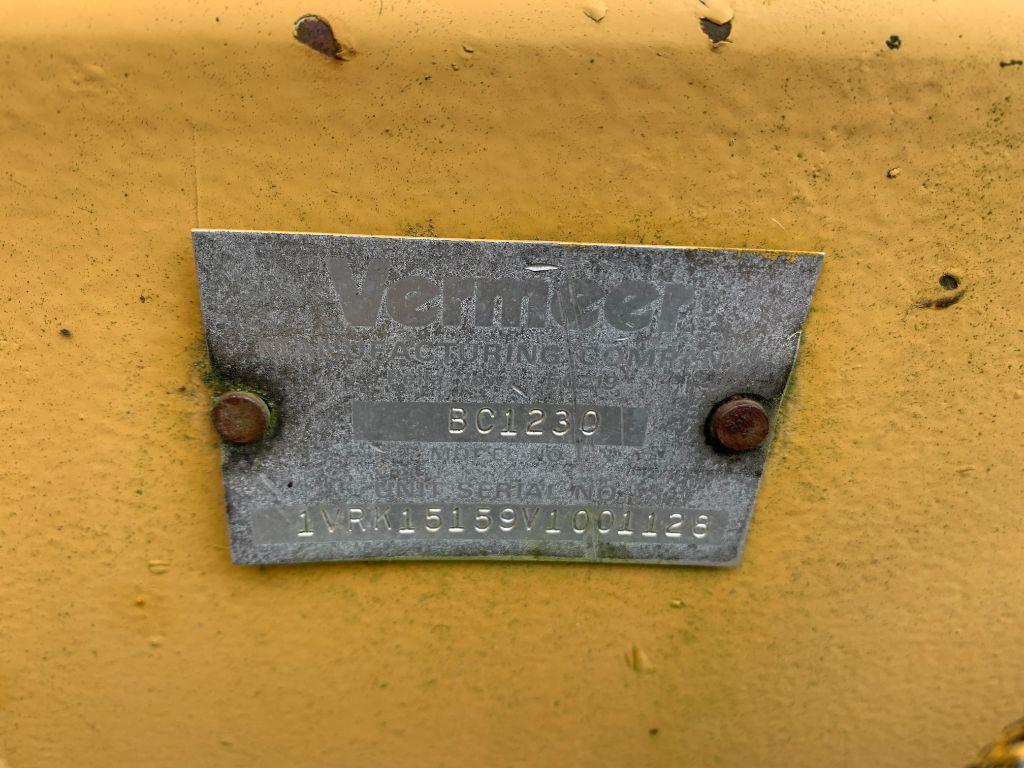 Vermeer
MANUFACTURING COMPANY
BC1230
MODEL NO.
UNIT SERIAL NO.
1VRK15159V1001128